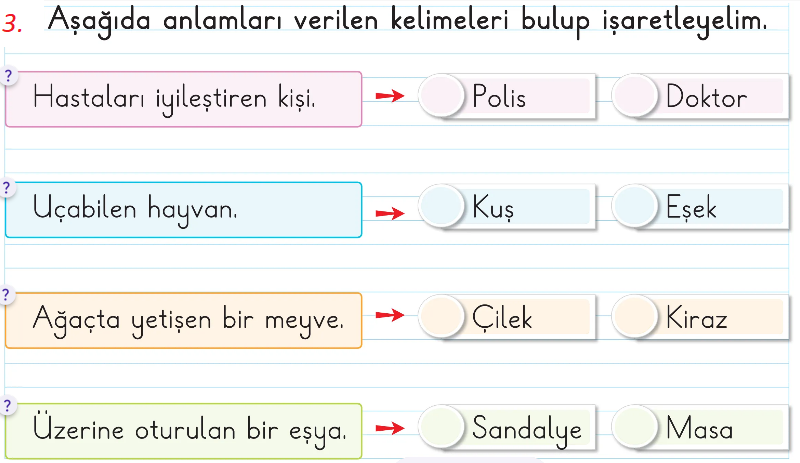 3. Aşağıda anlamları verilen kelimeleri bulup işaretleyelim.
? Hastaları iyileştiren kişi. Polis Doktor
? Uçabilen hayvan. Kuş Eşek
? Ağaçta yetişen bir meyve. Çilek Kiraz
? Üzerine oturulan bir eşya. Sandalye Masa